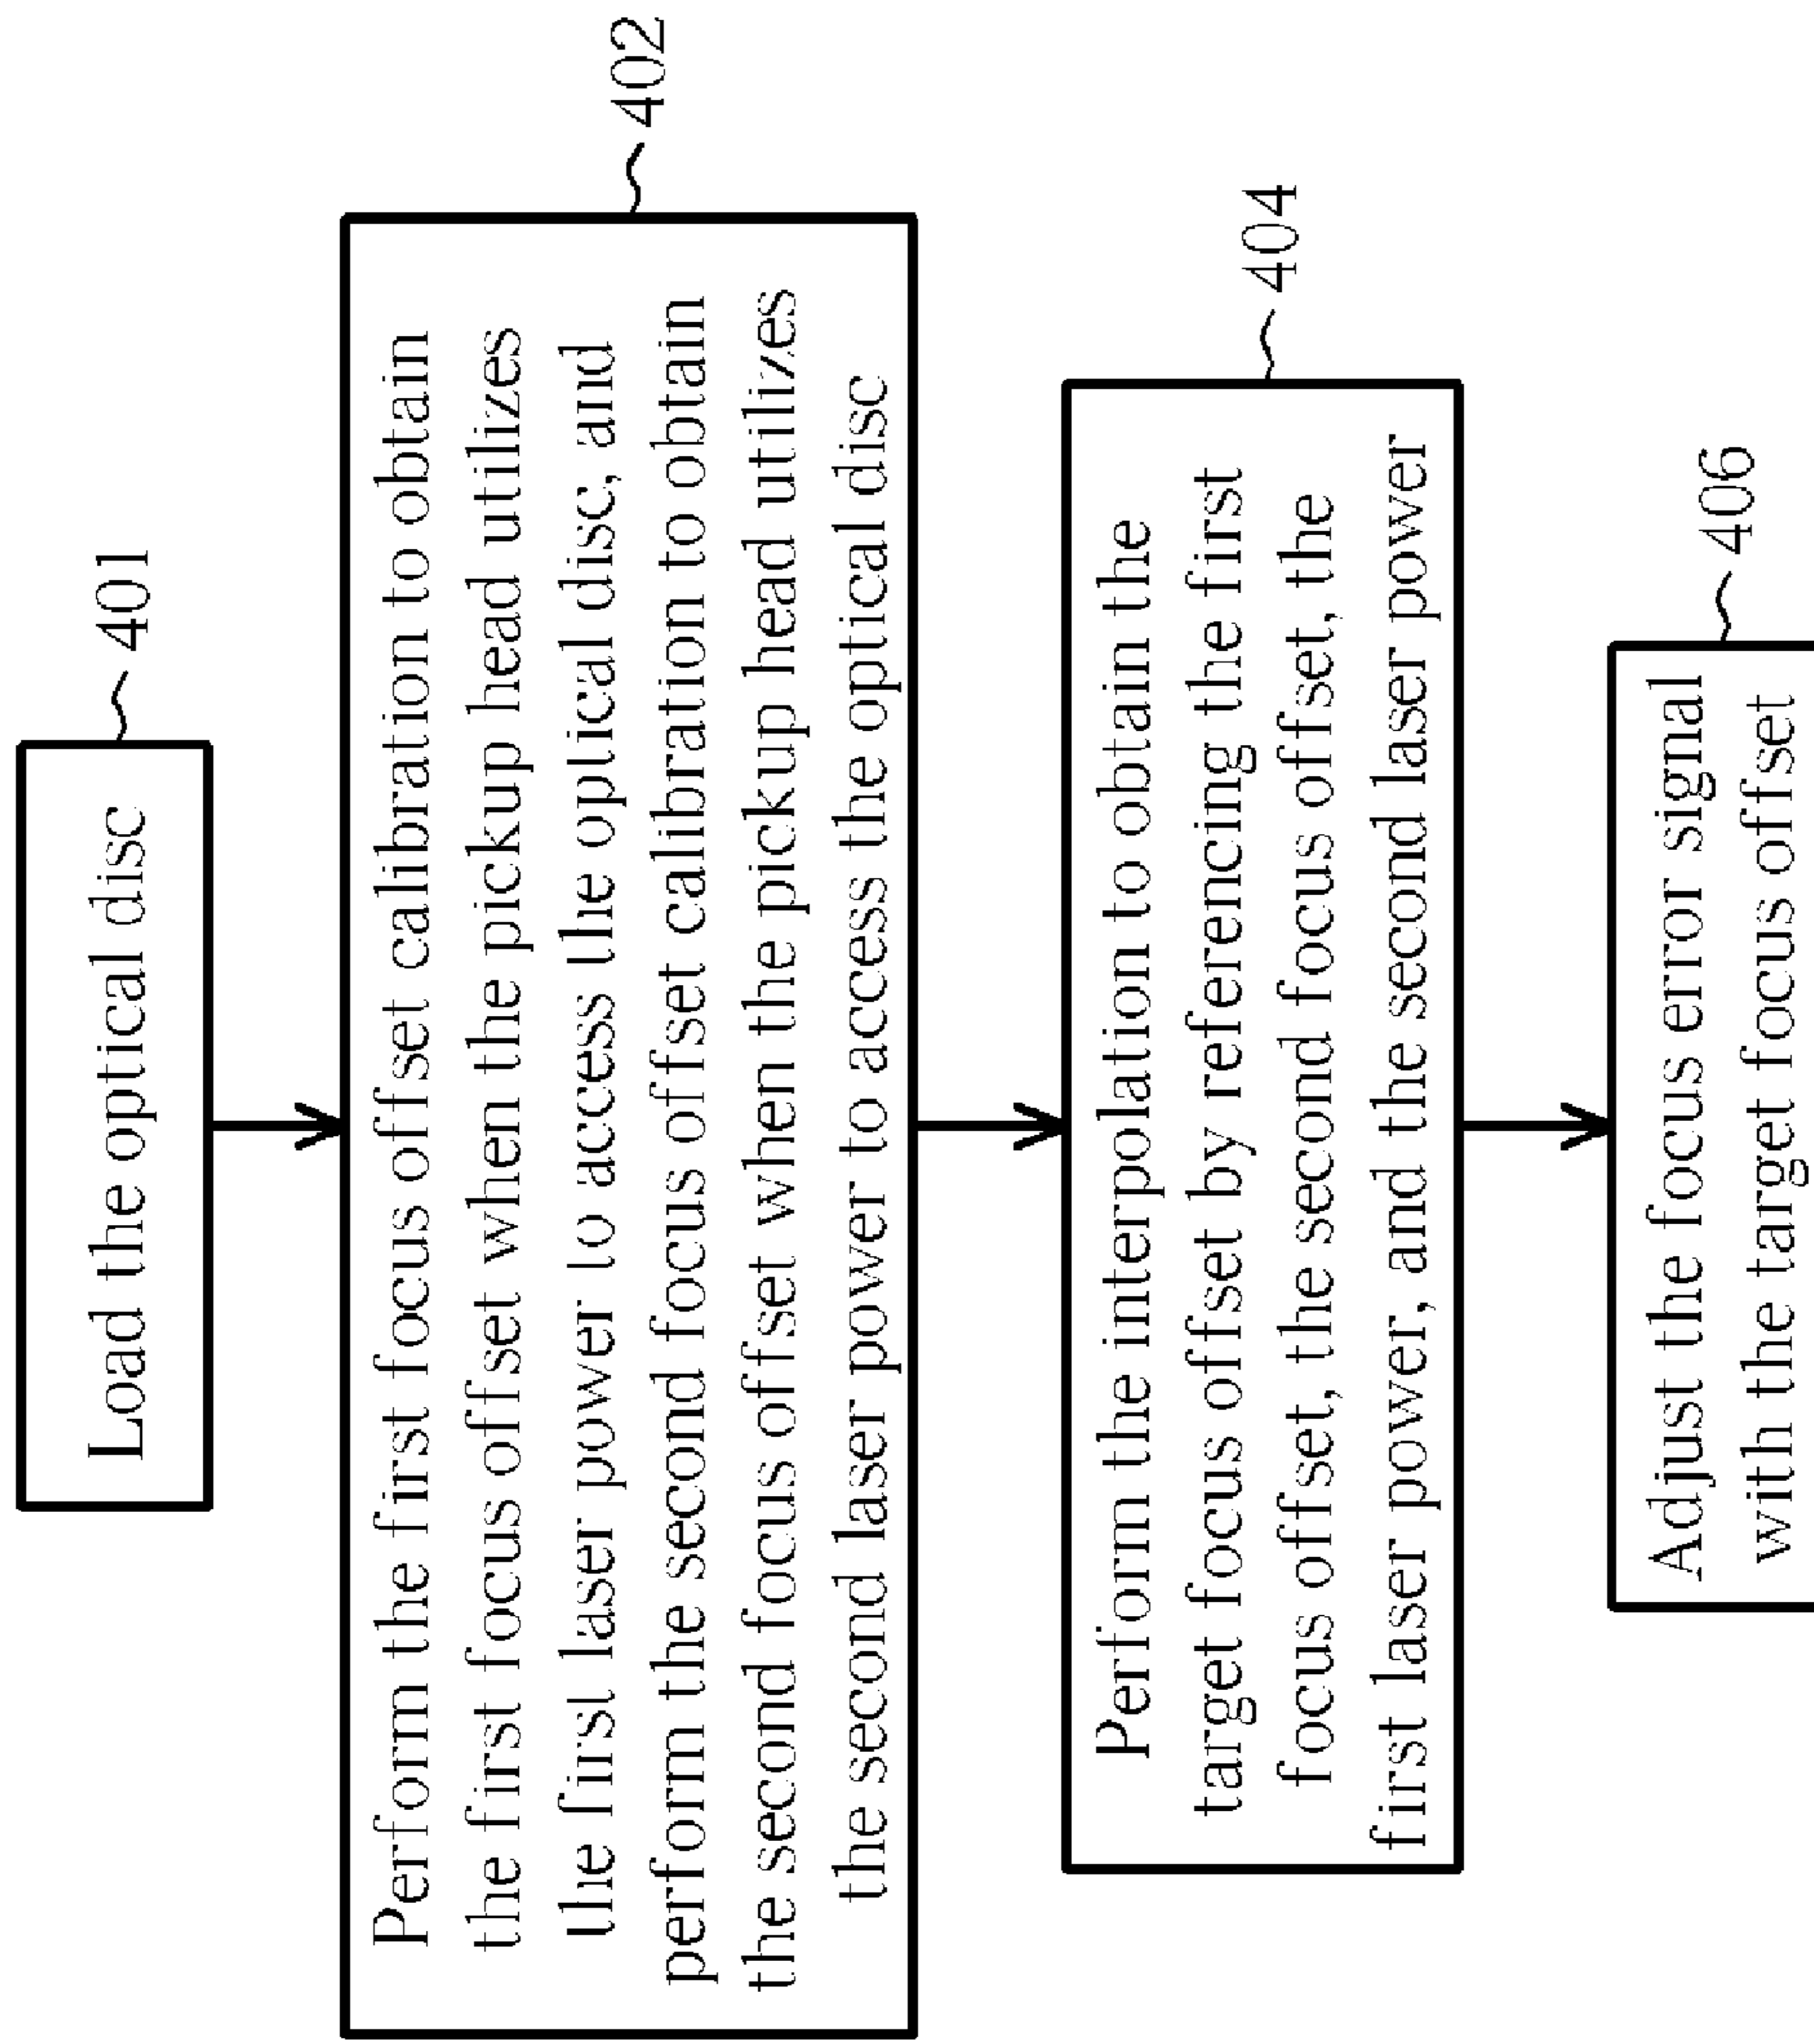 Load the optical disc
401
Perform the first focus offset calibration to obtain
the first focus offset when the pickup head utilizes
the first laser power to access the optical disc, and
perform the second focus offset calibration to obtain
the second focus offset when the pickup head utilizes
the second laser power to access the optical disc
402
Perform the interpolation to obtain the
target focus offset by referencing the first
focus offset, the second focus offset, the
first laser power, and the second laser power
404
Adjust the focus error signal
with the target focus offset
406